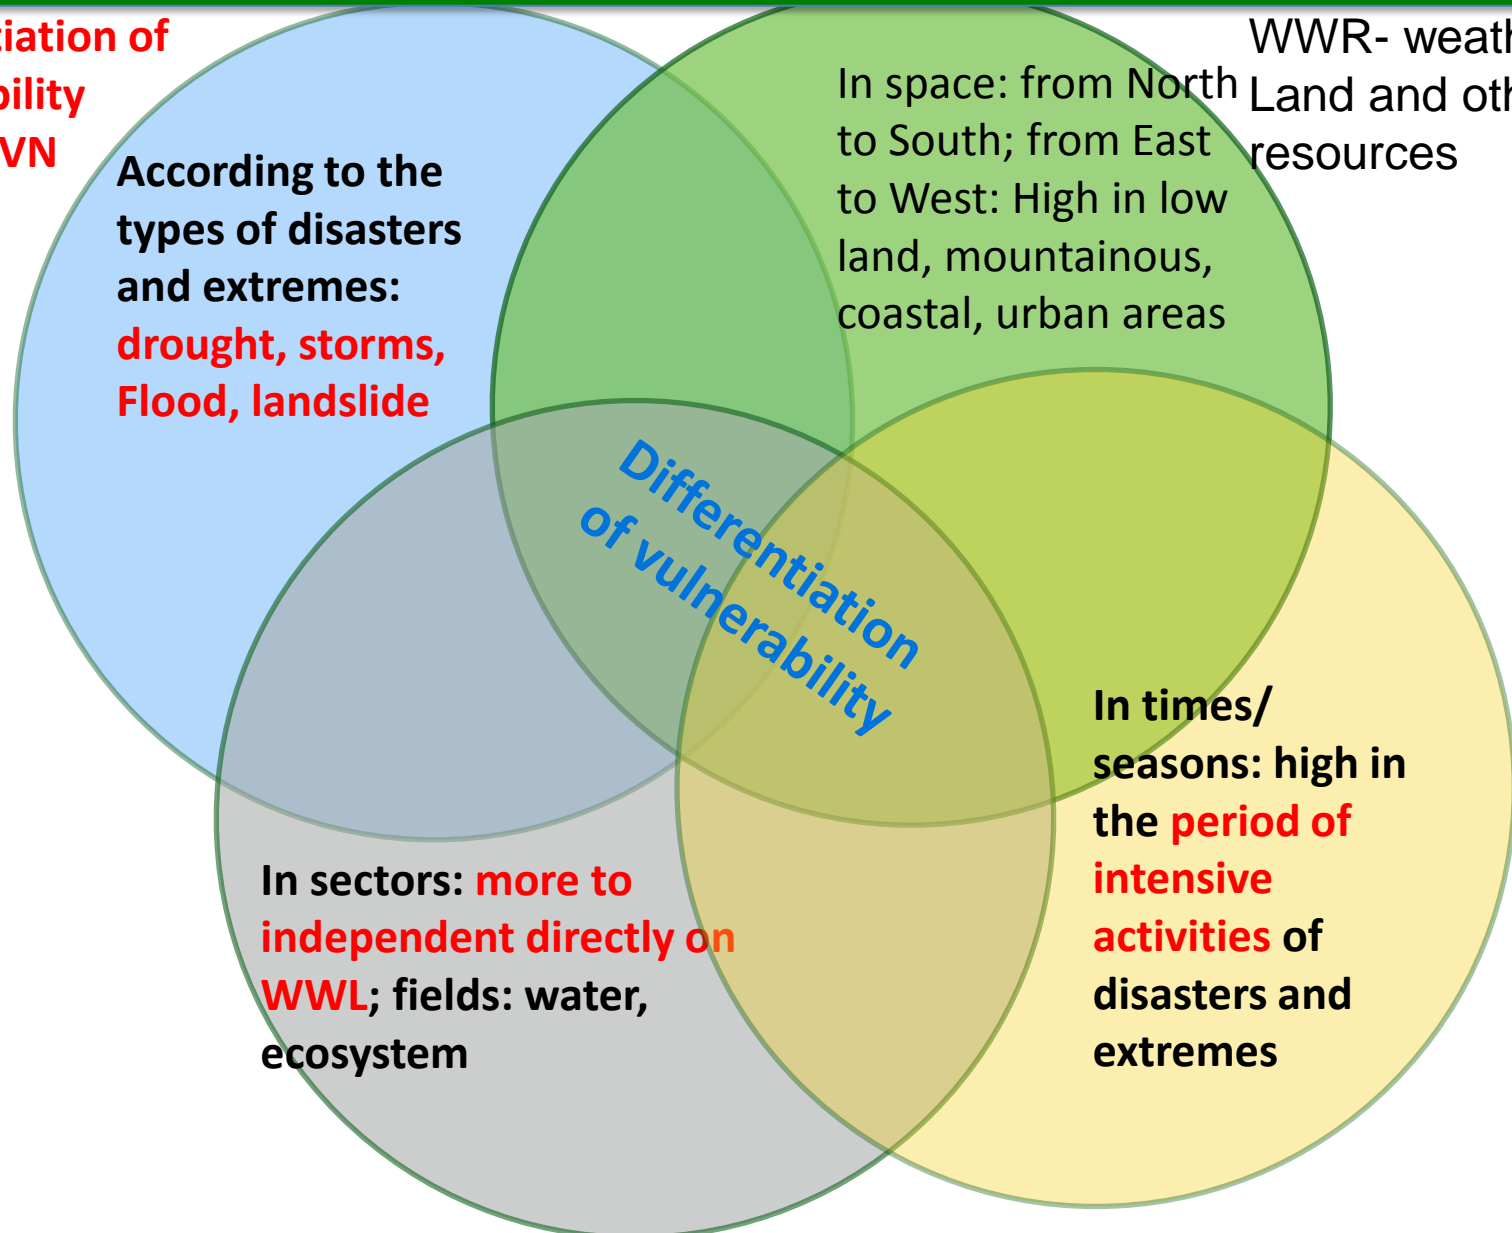 tiation of
bility
VN
WWR- weath
Land and oth
resources
According to the
types of disasters
and extremes:
drought, storms,
Flood, landslide
In space: from North
to South; from East
to West: High in low
land, mountainous,
coastal, urban areas
Differentiation
of vulnerability
In times/
seasons: high in
the period of
intensive
activities of
disasters and
extremes
In sectors: more to
independent directly on
WWL; fields: water,
ecosystem